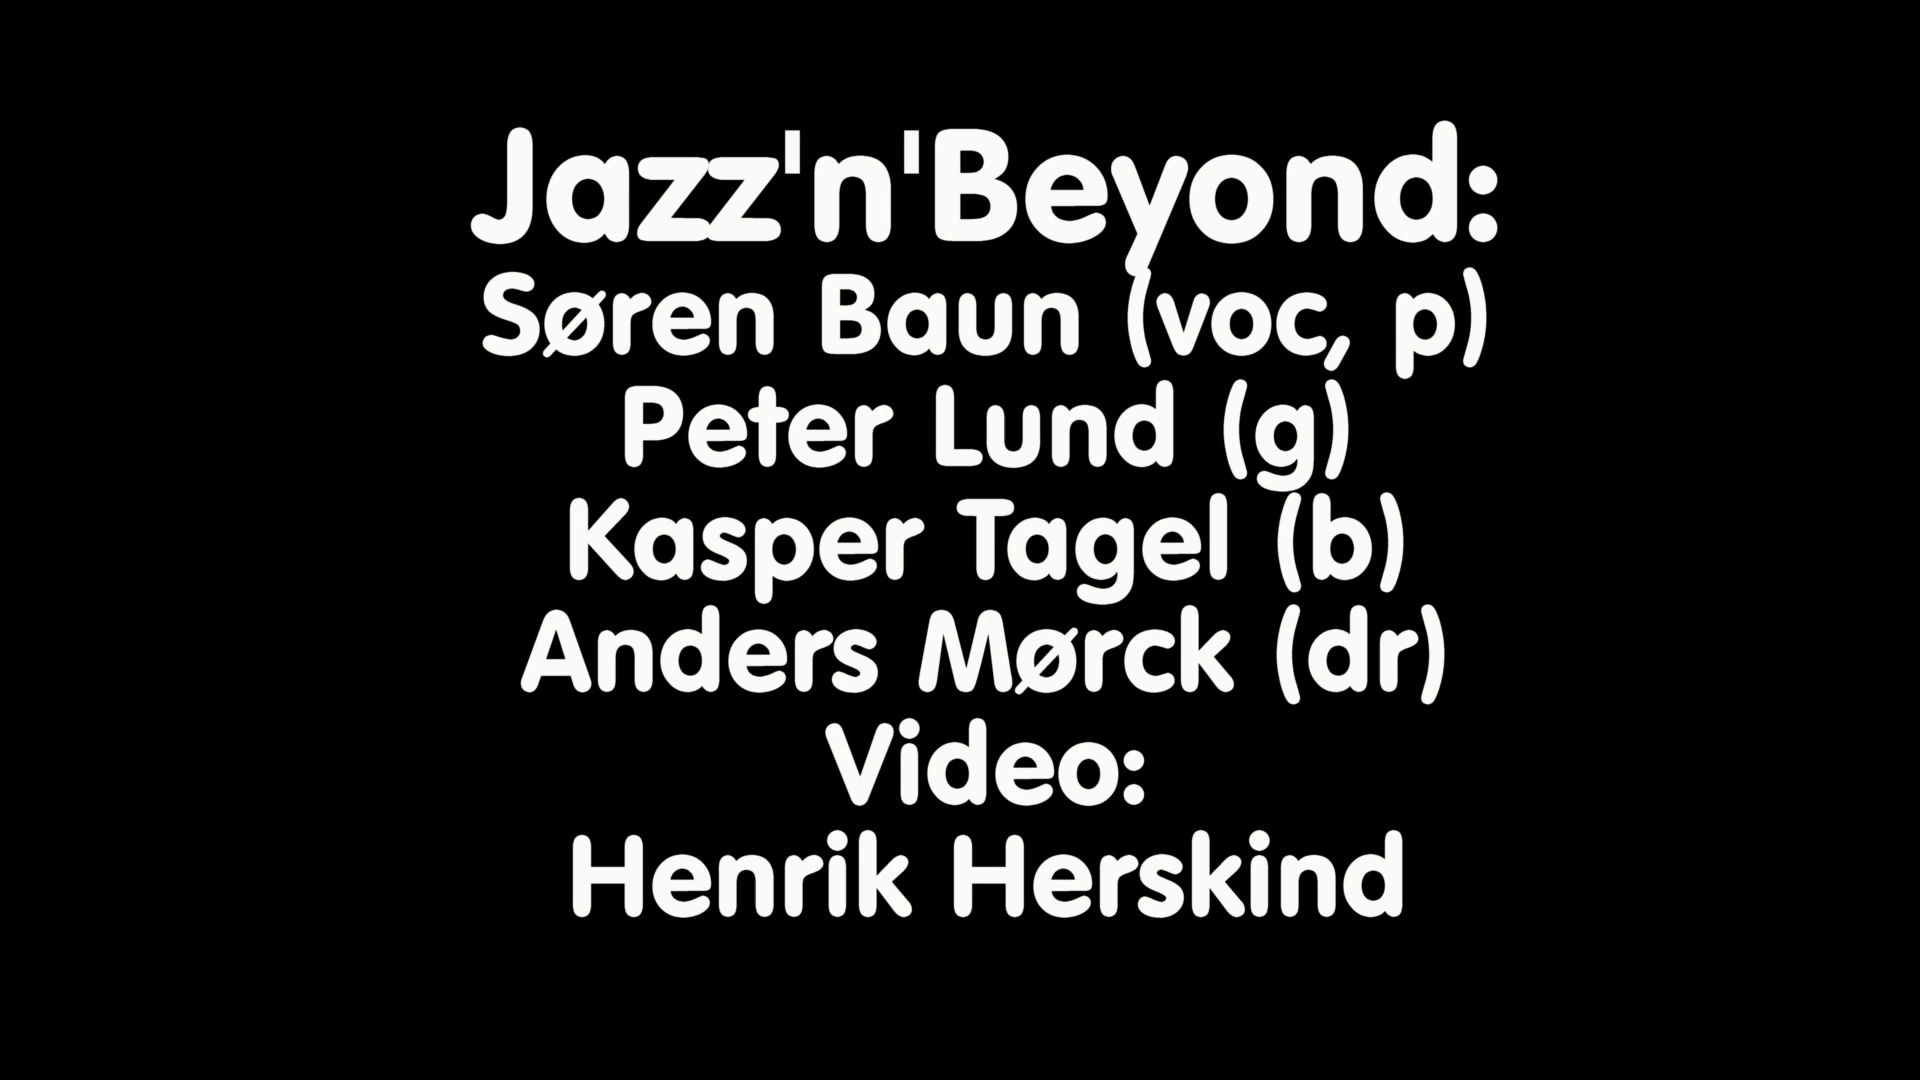 Jazz'n'Beyond:
Søren Baun (voc, p)
Peter Lund (g)
Kasper Tagel (b)
Anders Mørck (dr)
Video:
Henrik Herskind